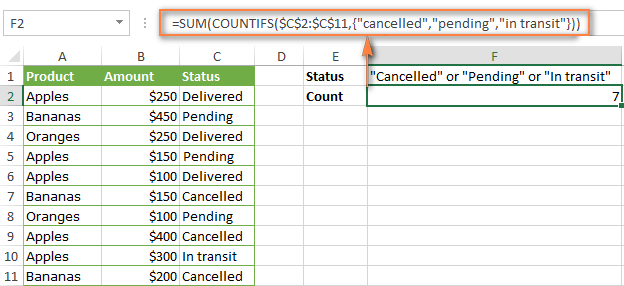 F2 =SUM(COUNTIFS($C$2:$C$11,{"cancelled","pending","in transit"}))
A B C D E F
1 Product Amount Status Status "Cancelled" or "Pending" or "In transit"
2 Apples $250 Delivered Count 7
3 Bananas $450 Pending
4 Oranges $250 Delivered
5 Apples $150 Pending
6 Apples $100 Delivered
7 Bananas $150 Cancelled
8 Oranges $100 Pending
9 Apples $400 Cancelled
10 Apples $300 In transit
11 Bananas $200 Cancelled